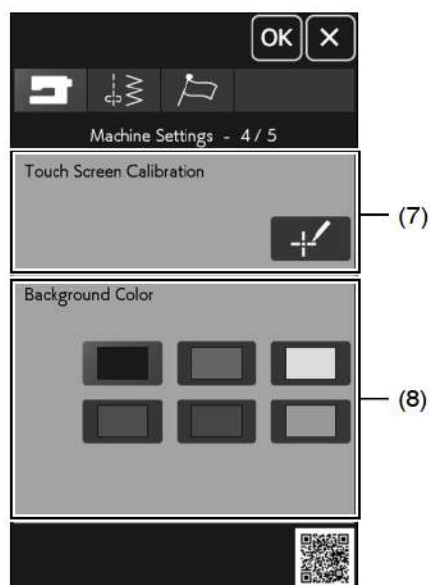 OK X
Machine Settings - 4 / 5
Touch Screen Calibration
(7)
Background Color
(8)